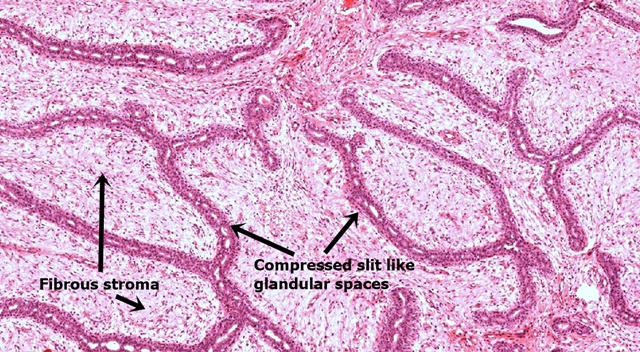 Compressed slit like
glandular spaces
Fibrous stroma